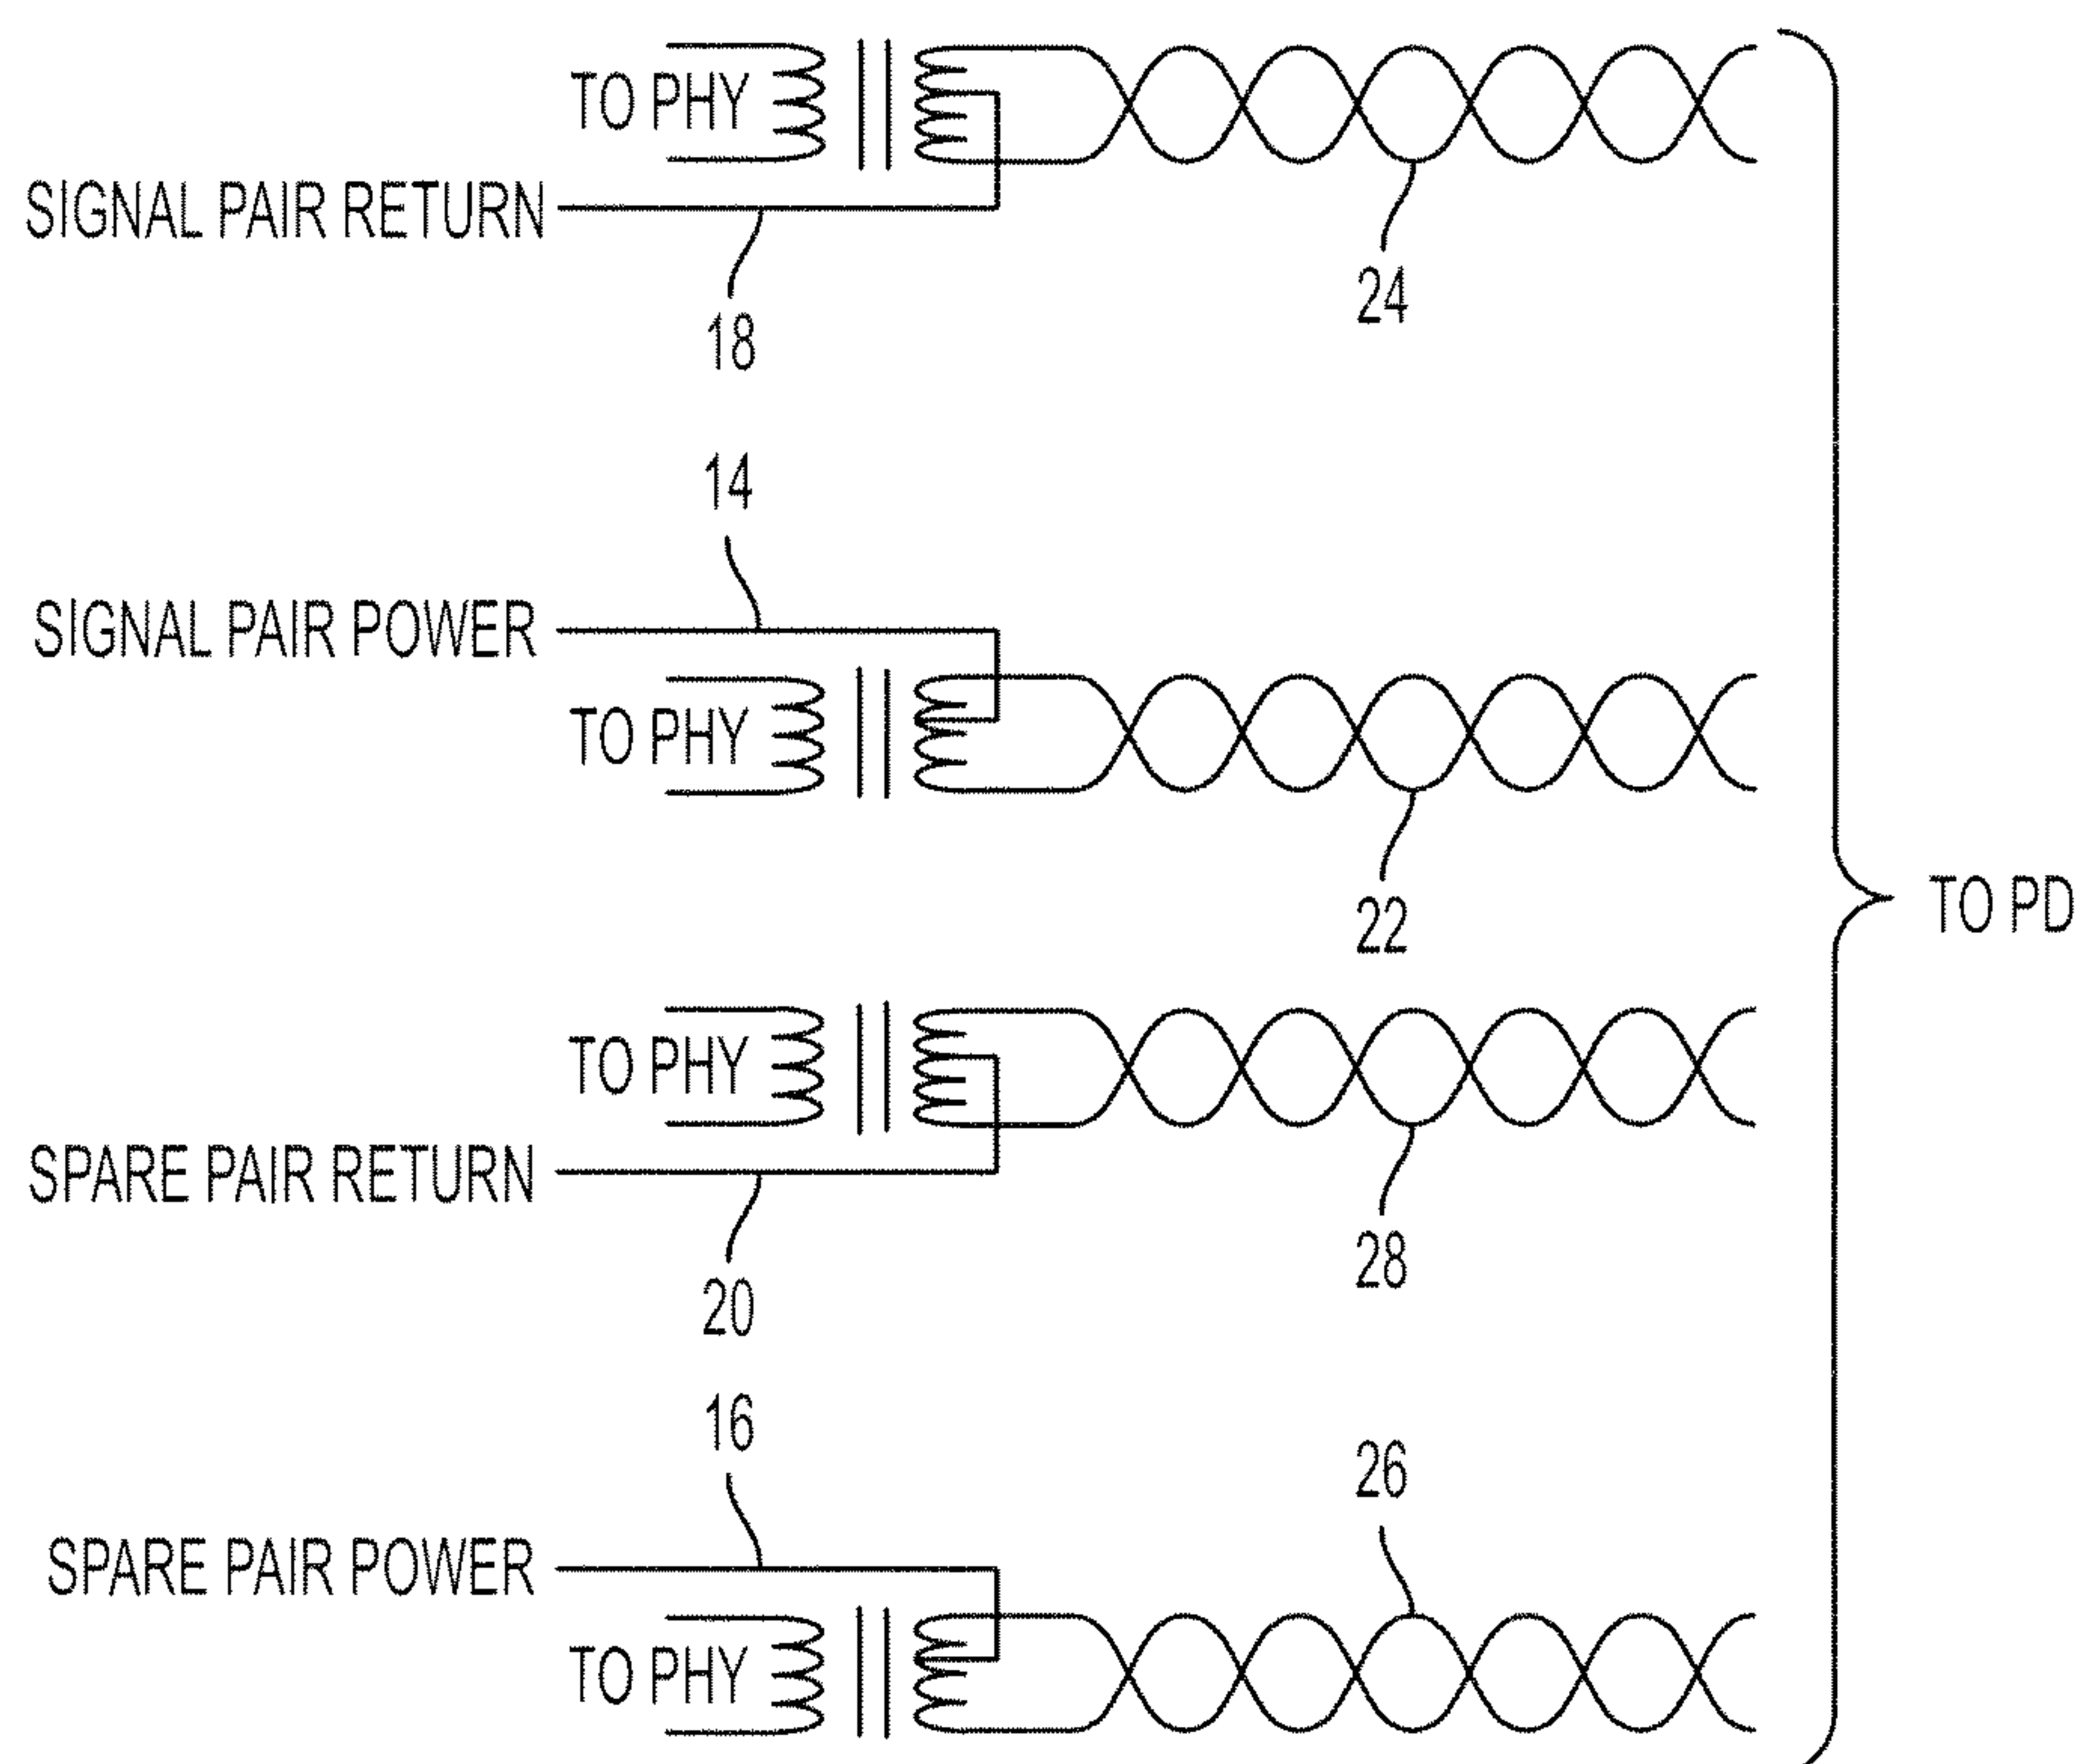 TO PHY
SIGNAL PAIR RETURN
18
24
14
SIGNAL PAIR POWER
TO PHY
22
TO PD
TO PHY
SPARE PAIR RETURN
20
28
16
26
SPARE PAIR POWER
TO PHY